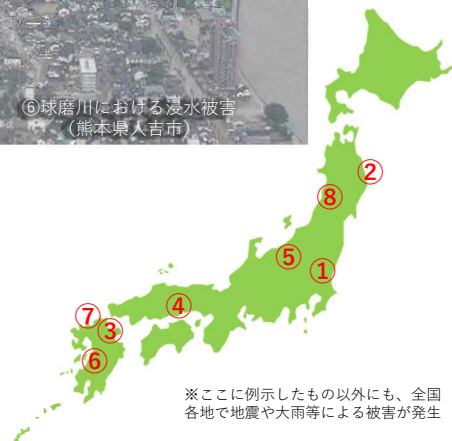 ⑥球磨川における浸水被害
（熊本県人吉市）
②
⑧
⑤
①
④
⑦
③
⑥
※ここに例示したもの以外にも、全国
各地で地震や大雨等による被害が発生